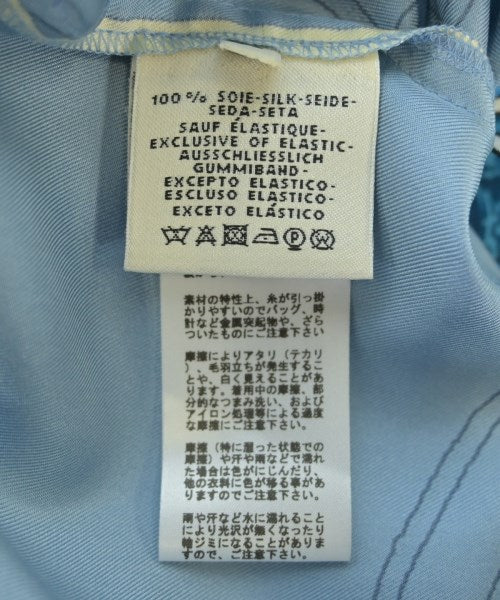 100% SOIE-SILK-SEIDE-
SEDA-SETA
SAUF ÉLASTIQUE-
EXCLUSIVE OF ELASTIC-
AUSSCHLIESSLICH
GUMMIBAND-
EXCEPTO ELASTICO-
ESCLUSO ELASTICO-
EXCETO ELÁSTICO
P W
素材の特性上、糸が引っ掛
かりやすいのでバッグ、時
計など金属突起物や、ざら
ついたものにご注意下さい
摩擦によりアタリ（テカリ
）、毛羽立ちが発生するこ
とや、白く見えることがあ
ります。着用中の摩擦、部
分的なつまみ洗い、および
アイロン処理等による過度
な摩擦にご注意下さい。
摩擦（特に湿った状態での
摩擦）や汗や雨などで濡れ
た場合は色がにじんだり、
他の衣料に色が移る事があ
りますのでご注意下さい。
雨や汗など水に濡れること
により光沢が無くなったり
輪ジミになることがありま
すので、ご注意下さい。